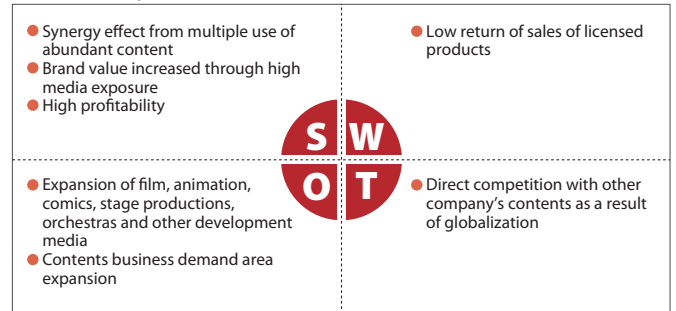 ● Synergy effect from multiple use of
abundant content
● Brand value increased through high
media exposure
● High profitability
● Low return of sales of licensed
products
S W
O T
● Expansion of film, animation,
comics, stage productions,
orchestras and other development
media
● Contents business demand area
expansion
● Direct competition with other
company’s contents as a result
of globalization